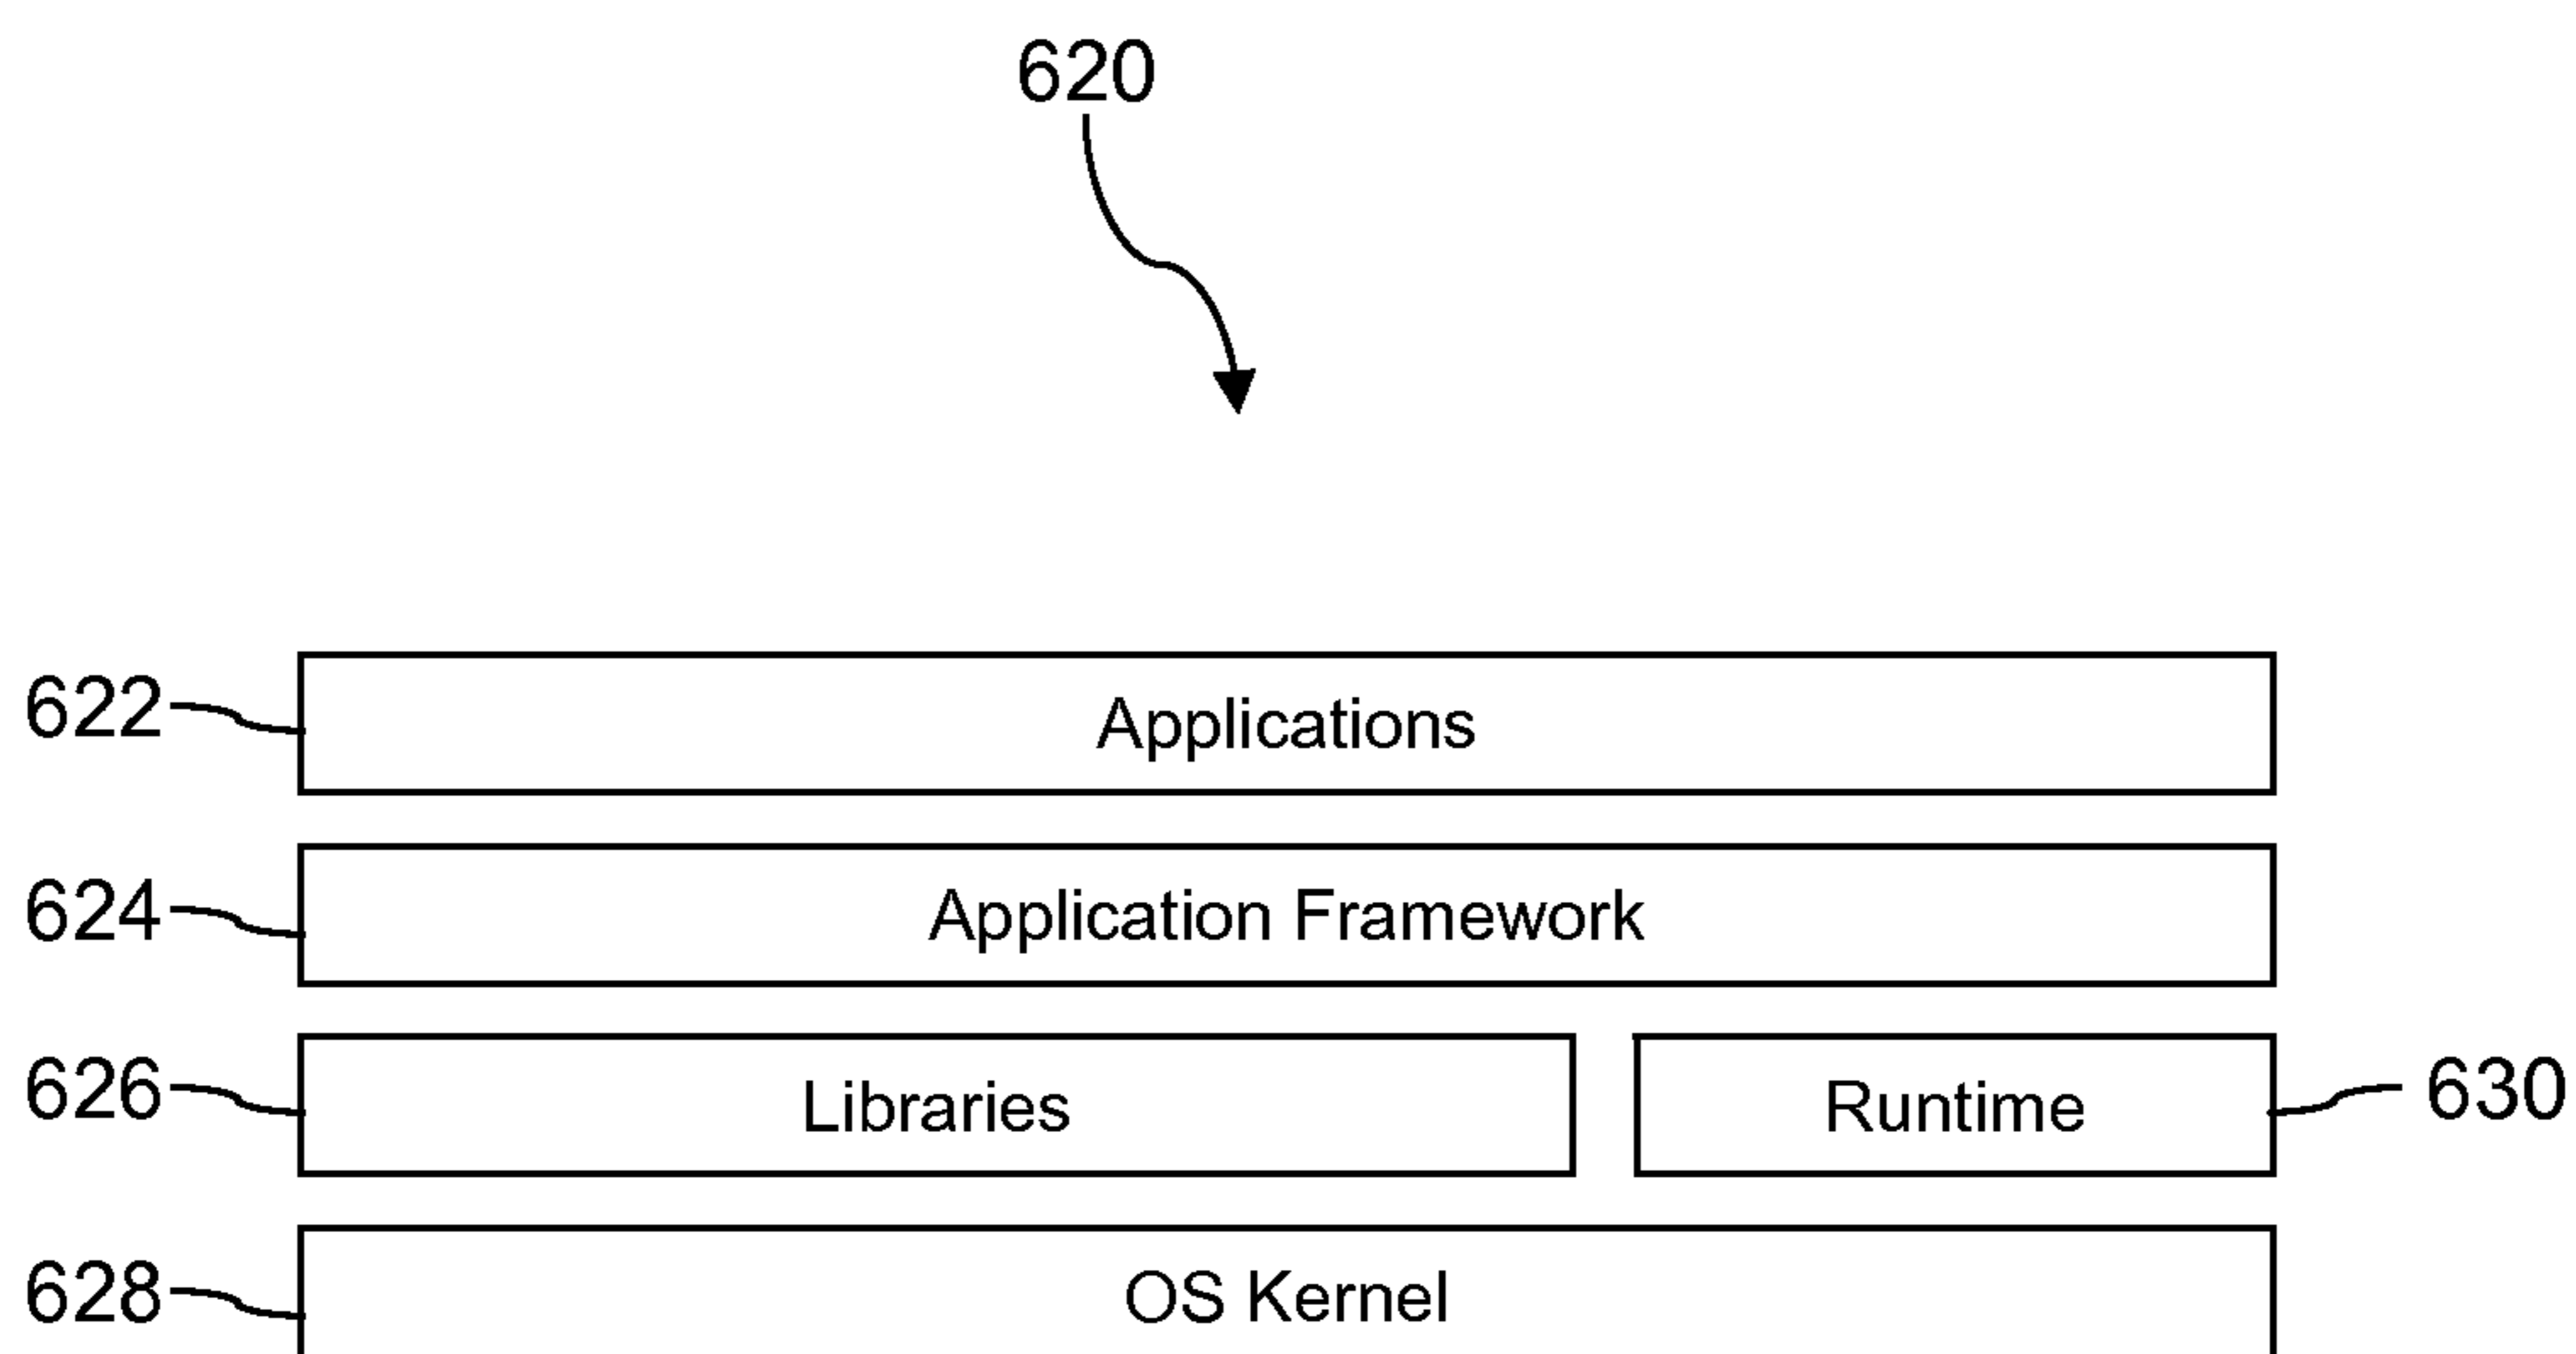 620
622 Applications
624 Application Framework
626 Libraries Runtime 630
628 OS Kernel